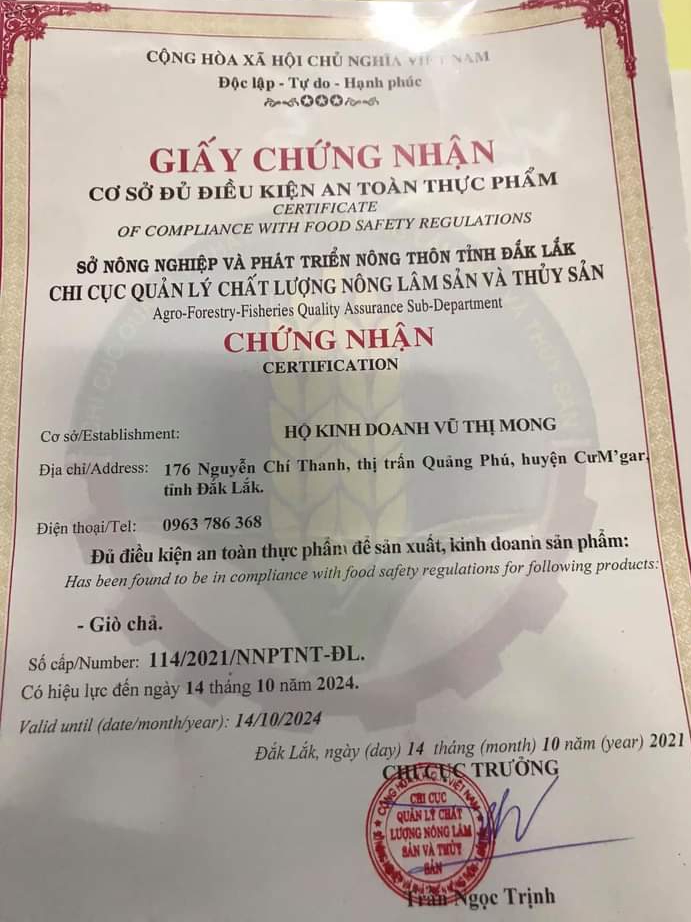 CỘNG HÒA XÃ HỘI CHỦ NGHĨA VIỆT NAM
Độc lập - Tự do - Hạnh phúc
GIẤY CHỨNG NHẬN
CƠ SỞ ĐỦ ĐIỀU KIỆN AN TOÀN THỰC PHẨM
CERTIFICATE
OF COMPLIANCE WITH FOOD SAFETY REGULATIONS
SỞ NÔNG NGHIỆP VÀ PHÁT TRIỂN NÔNG THÔN TỈNH ĐẮK LẮK
CHI CỤC QUẢN LÝ CHẤT LƯỢNG NÔNG LÂM SẢN VÀ THỦY SẢN
Agro-Forestry-Fisheries Quality Assurance Sub-Department
CHỨNG NHẬN
CERTIFICATION
Cơ sở/Establishment: HỘ KINH DOANH VŨ THỊ MONG
Địa chỉ/Address: 176 Nguyễn Chí Thanh, thị trấn Quảng Phú, huyện CưM'gar,
tỉnh Đắk Lắk.
Điện thoại/Tel: 0963 786 368
Đủ điều kiện an toàn thực phẩm để sản xuất, kinh doanh sản phẩm:
Has been found to be in compliance with food safety regulations for following products:
- Giò chả.
Số cấp/Number: 114/2021/NNPTNT-ĐL.
Có hiệu lực đến ngày 14 tháng 10 năm 2024.
Valid until (date/month/year): 14/10/2024
Đắk Lắk, ngày (day) 14 tháng (month) 10 năm (year) 2021
CHI CỤC TRƯỞNG
CHI CỤC
QUẢN LÝ CHẤT
LƯỢNG NÔNG LÂM
SẢN VÀ THỦY
SẢN
Trần Ngọc Trịnh